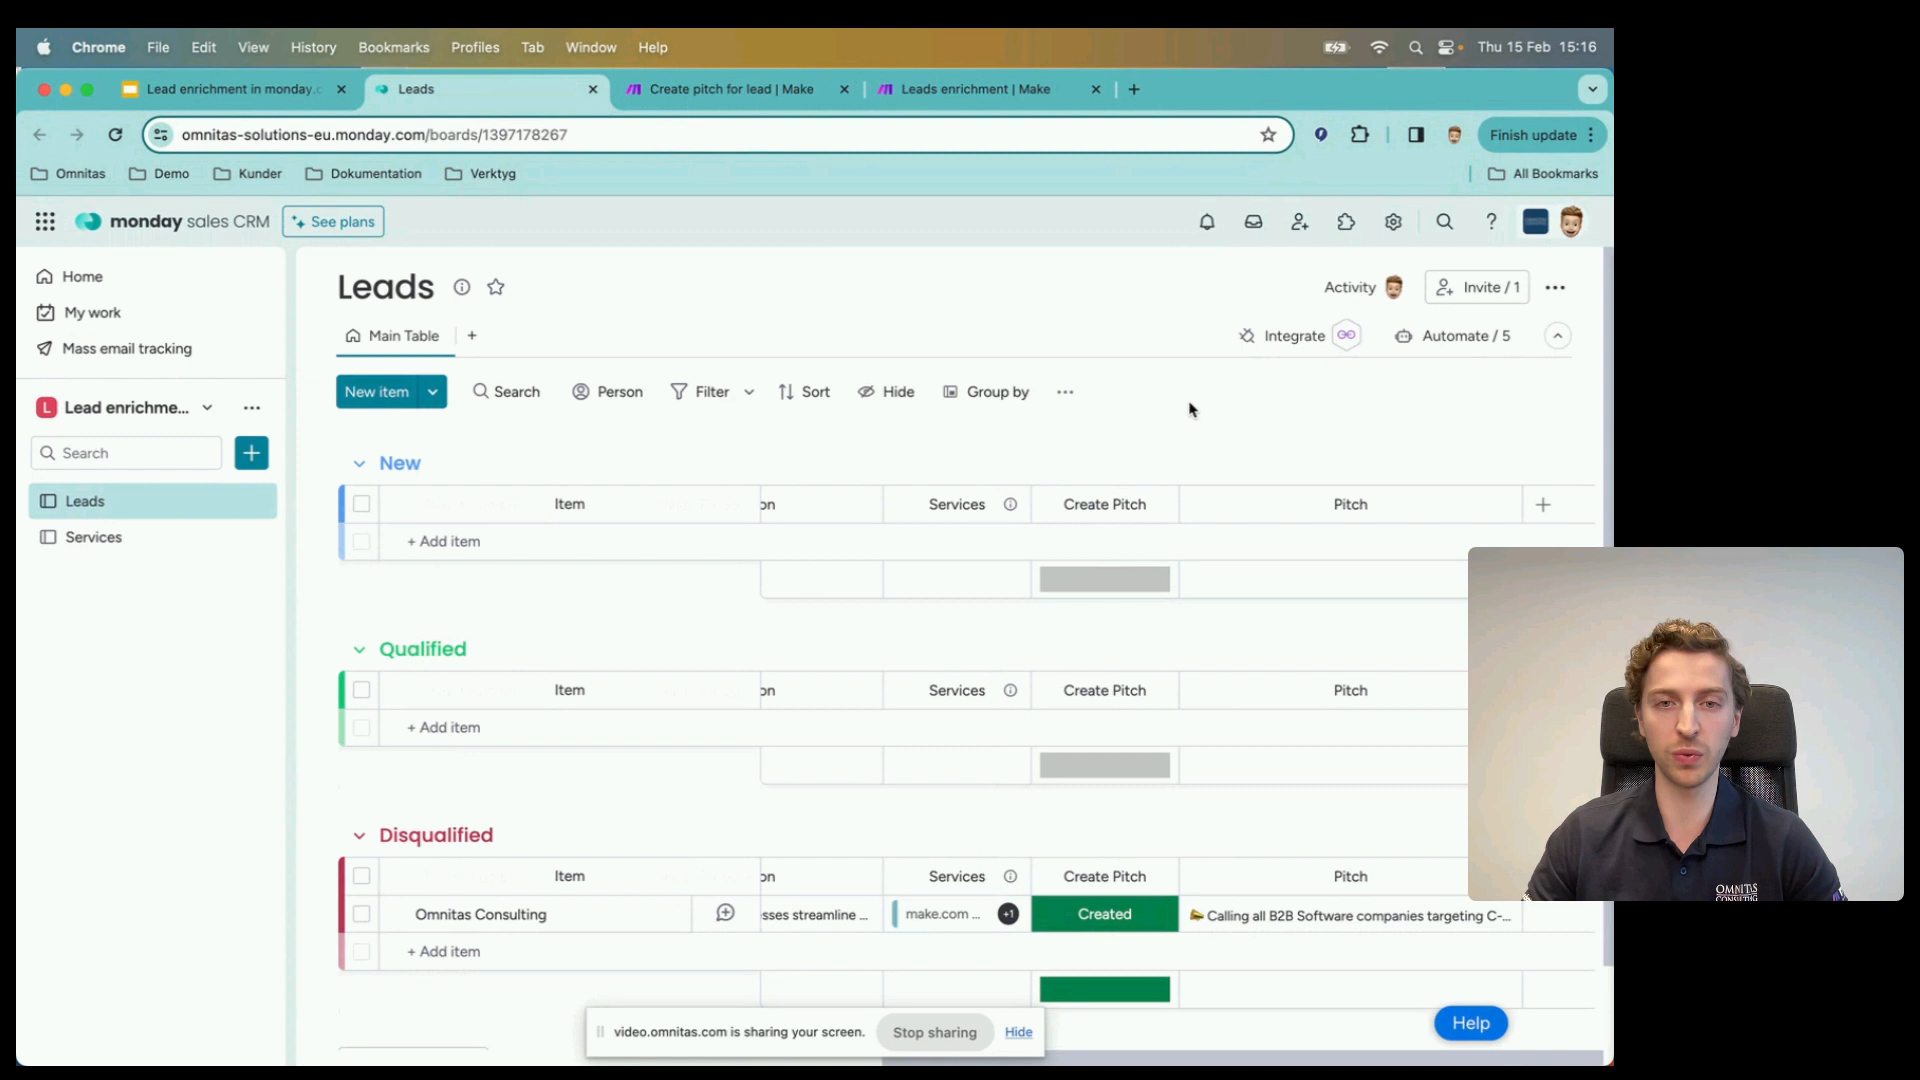 Chrome File Edit View History Bookmarks Profiles Tab Window Help Thu 15 Feb 15:16
Lead enrichment in monday.c Leads Create pitch for lead | Make Leads enrichment | Make
omnitas-solutions-eu.monday.com/boards/1397178267 Finish update
Omnitas Demo Kunder Dokumentation Verktyg All Bookmarks
monday sales CRM See plans
Home
My work
Mass email tracking
L Lead enrichme...
Search
Leads
Services
Leads Activity Invite / 1
Main Table + Integrate Automate / 5
New item Search Person Filter Sort Hide Group by
New
Item on Services Create Pitch Pitch
+ Add item
Qualified
Item on Services Create Pitch Pitch
+ Add item
Disqualified
Item on Services Create Pitch Pitch
Omnitas Consulting sses streamline ... make.com ... +1 Created Calling all B2B Software companies targeting C-...
+ Add item
video.omnitas.com is sharing your screen. Stop sharing Hide
Help
OMNITAS
CONSULTING